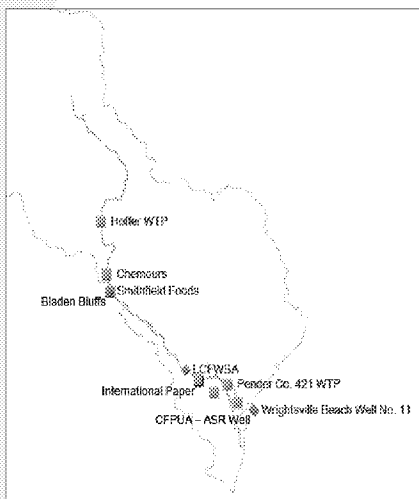 Hoffer WTP
Chemours
Smithfield Foods
Bladen Bluffs
LCFWSA
International Paper
Pender Co. 421 WTP
CFPUA – ASR Well
Wrightsville Beach Well No. 11